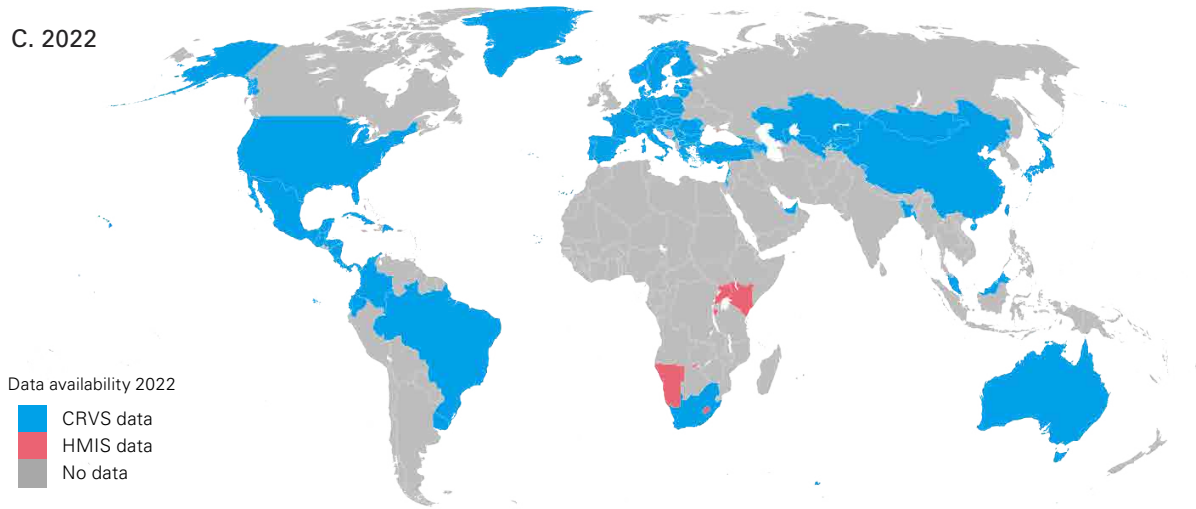 C. 2022
Data availability 2022
CRVS data
HMIS data
No data